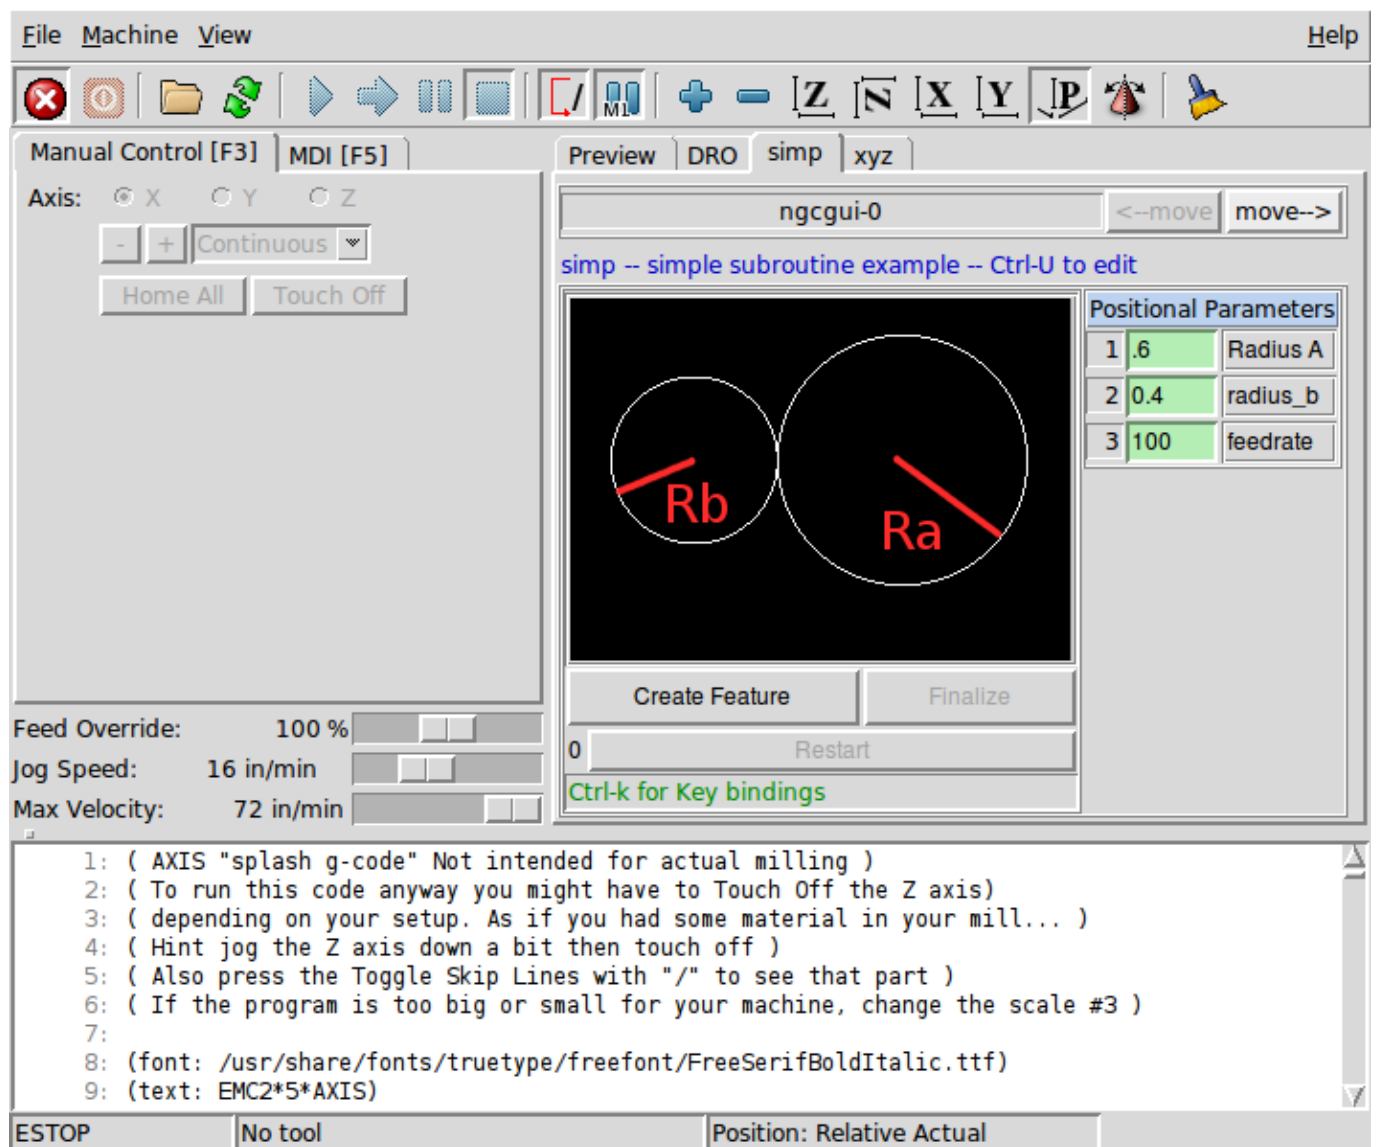 File Machine View Help
Z N X Y P
M1
Manual Control [F3] MDI [F5]
Preview DRO simp xyz
Axis: X Y Z
- + Continuous
Home All Touch Off
ngcgui-0 <--move move-->
simp -- simple subroutine example -- Ctrl-U to edit
Positional Parameters
1 .6 Radius A
2 0.4 radius_b
3 100 feedrate
Rb
Ra
Create Feature Finalize
0 Restart
Ctrl-k for Key bindings
Feed Override: 100 %
Jog Speed: 16 in/min
Max Velocity: 72 in/min
1: ( AXIS "splash g-code" Not intended for actual milling )
2: ( To run this code anyway you might have to Touch Off the Z axis)
3: ( depending on your setup. As if you had some material in your mill... )
4: ( Hint jog the Z axis down a bit then touch off )
5: ( Also press the Toggle Skip Lines with "/" to see that part )
6: ( If the program is too big or small for your machine, change the scale #3 )
7:
8: (font: /usr/share/fonts/truetype/freefont/FreeSerifBoldItalic.ttf)
9: (text: EMC2*5*AXIS)
ESTOP No tool Position: Relative Actual